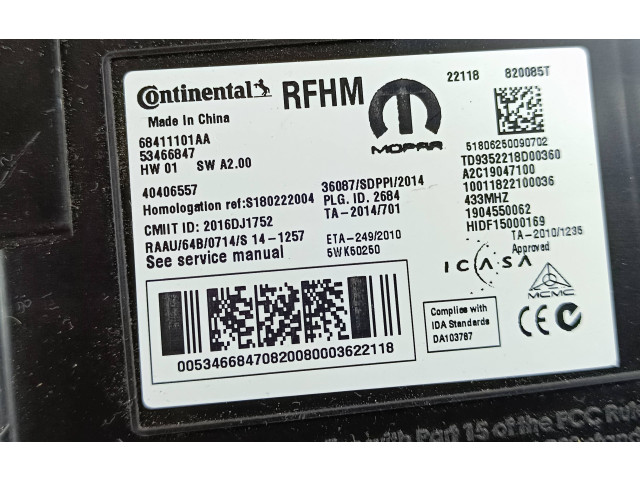 Continental RFHM 22118 820085T
Made In China
MOPAR
68411101AA
53466847
HW 01 SW A2.00
40406557
Homologation ref:S180222004
CMIIT ID: 2016DJ1752
RAAU/64B/0714/S 14-1257
See service manual
36087/SDPPI/2014
PLG. ID. 2684
TA-2014/701
ETA-249/2010
5WK50260
51806260090702
TD9352218D00360
A2C19047100
10011822100036
433MHZ
1904550062
HIDF15000169
TA-2010/1235
Approved
ICASA
MCMC
Complies with
IDA Standards
DA103787
CE
00534668470820080003622118
with Part 15 of the FCC Ru